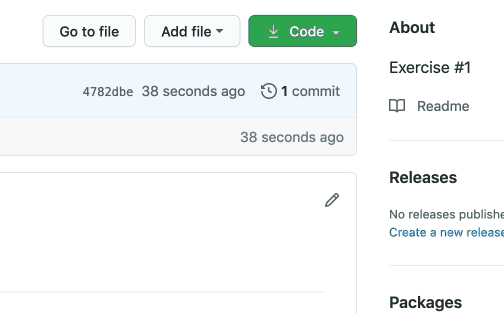 Go to file
Add file
Code
4782dbe 38 seconds ago
1 commit
38 seconds ago
About
Exercise #1
Readme
Releases
No releases publishe
Create a new release
Packages